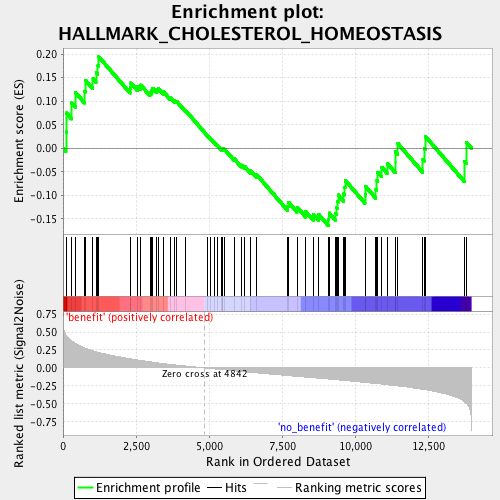 Enrichment plot:
HALLMARK_CHOLESTEROL_HOMEOSTASIS
Enrichment score (ES)
0.20
0.15
0.10
0.05
0.00
-0.05
-0.10
-0.15
'benefit' (positively correlated)
Ranked list metric (Signal2Noise)
0.75
0.50
0.25
0.00
-0.25
-0.50
-0.75
Zero cross at 4842
'no_benefit' (negatively correlated)
0
2,500
5,000
7,500
10,000
12,500
Rank in Ordered Dataset
Enrichment profile
Hits
Ranking metric scores